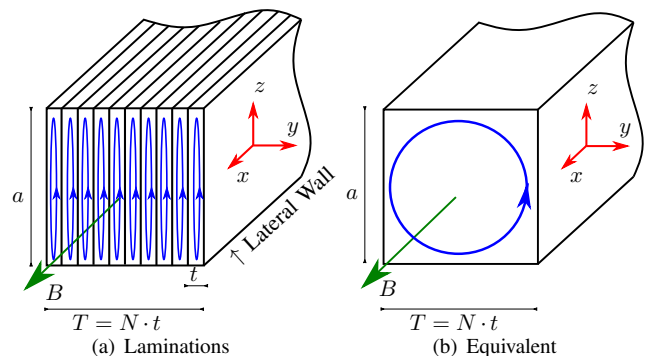 z
y
x
a
↑ Lateral Wall
t
B
T = N · t
(a) Laminations
z
y
x
a
B
T = N · t
(b) Equivalent